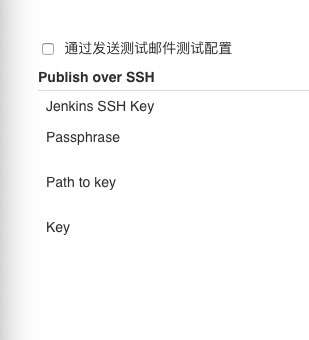 通过发送测试邮件测试配置
Publish over SSH
Jenkins SSH Key
Passphrase
Path to key
Key